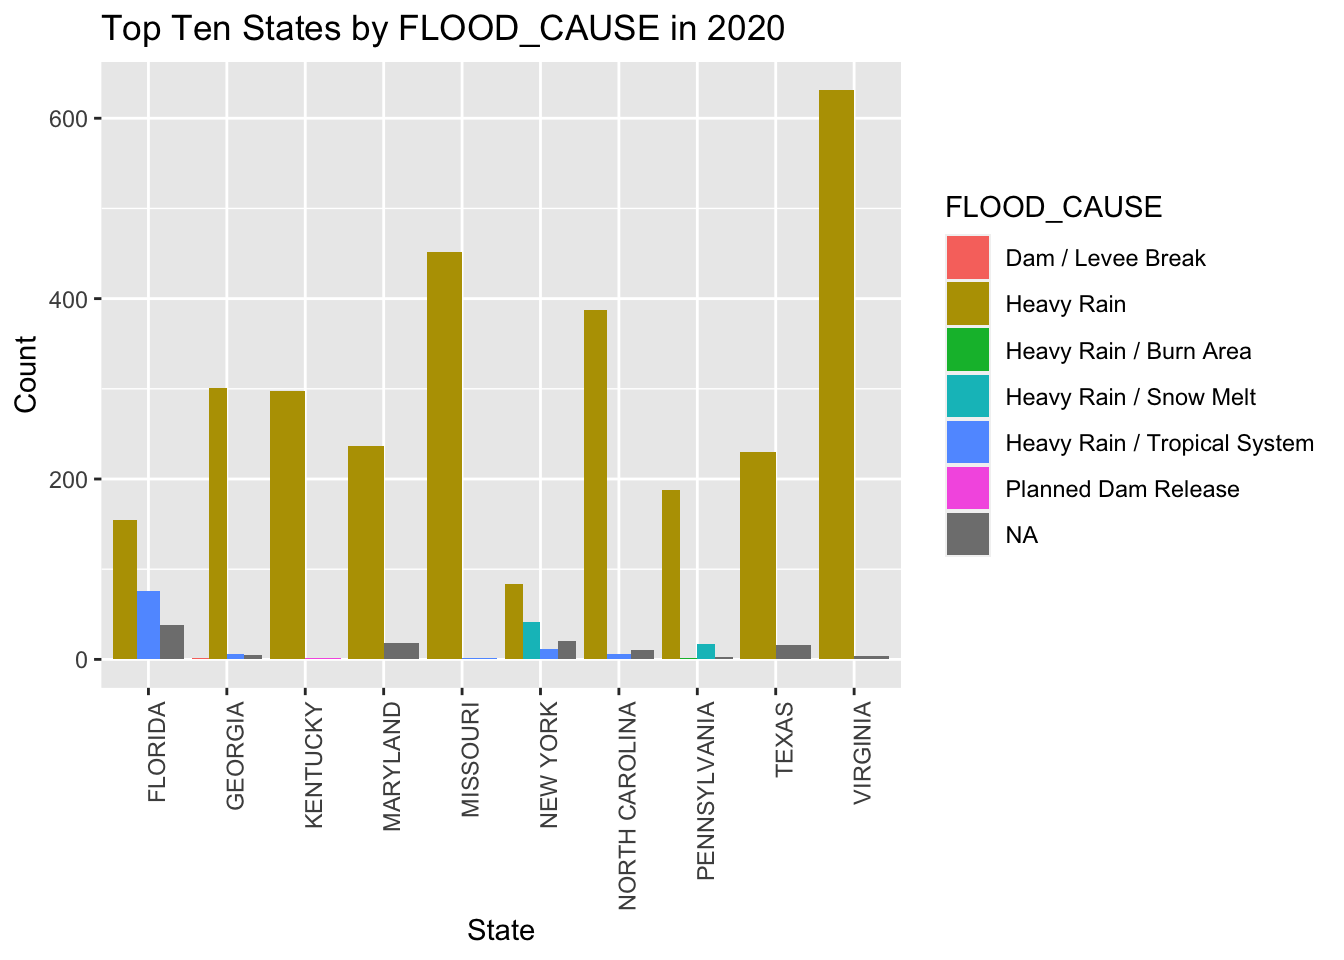 Top Ten States by FLOOD_CAUSE in 2020
Count
600
400
200
0
FLORIDA
GEORGIA
KENTUCKY
MARYLAND
MISSOURI
NEW YORK
NORTH CAROLINA
PENNSYLVANIA
TEXAS
VIRGINIA
State
FLOOD_CAUSE
Dam / Levee Break
Heavy Rain
Heavy Rain / Burn Area
Heavy Rain / Snow Melt
Heavy Rain / Tropical System
Planned Dam Release
NA